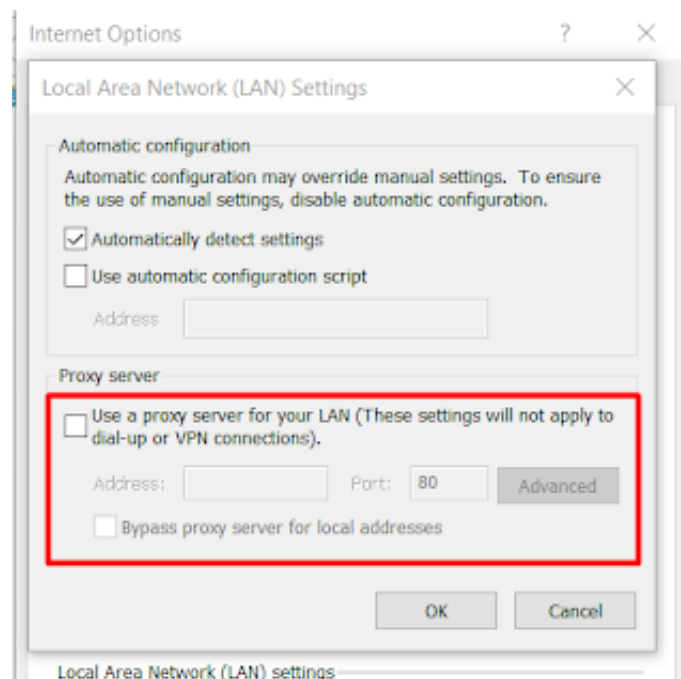 Internet Options
Local Area Network (LAN) Settings
Automatic configuration
Automatic configuration may override manual settings. To ensure
the use of manual settings, disable automatic configuration.
Automatically detect settings
Use automatic configuration script
Address
Proxy server
Use a proxy server for your LAN (These settings will not apply to
dial-up or VPN connections).
Address: Port: 80 Advanced
Bypass proxy server for local addresses
OK Cancel
Local Area Network (LAN) settings